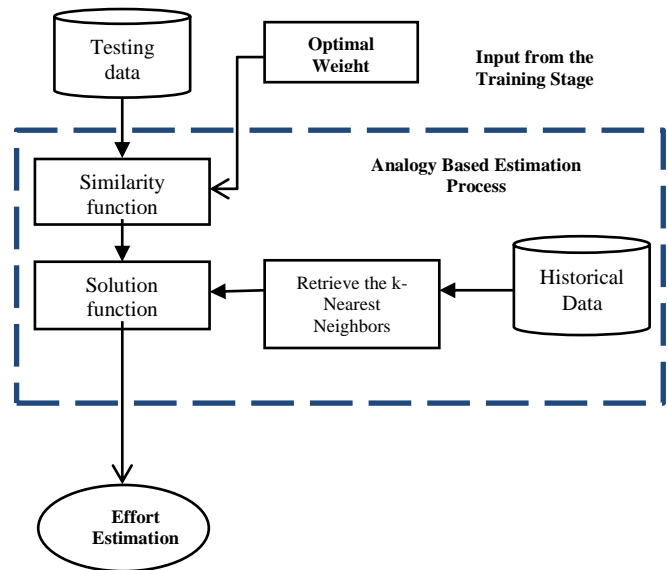 Testing
data
Optimal
Weight
Input from the
Training Stage
Analogy Based Estimation
Process
Similarity
function
Solution
function
Retrieve the k-
Nearest
Neighbors
Historical
Data
Effort
Estimation